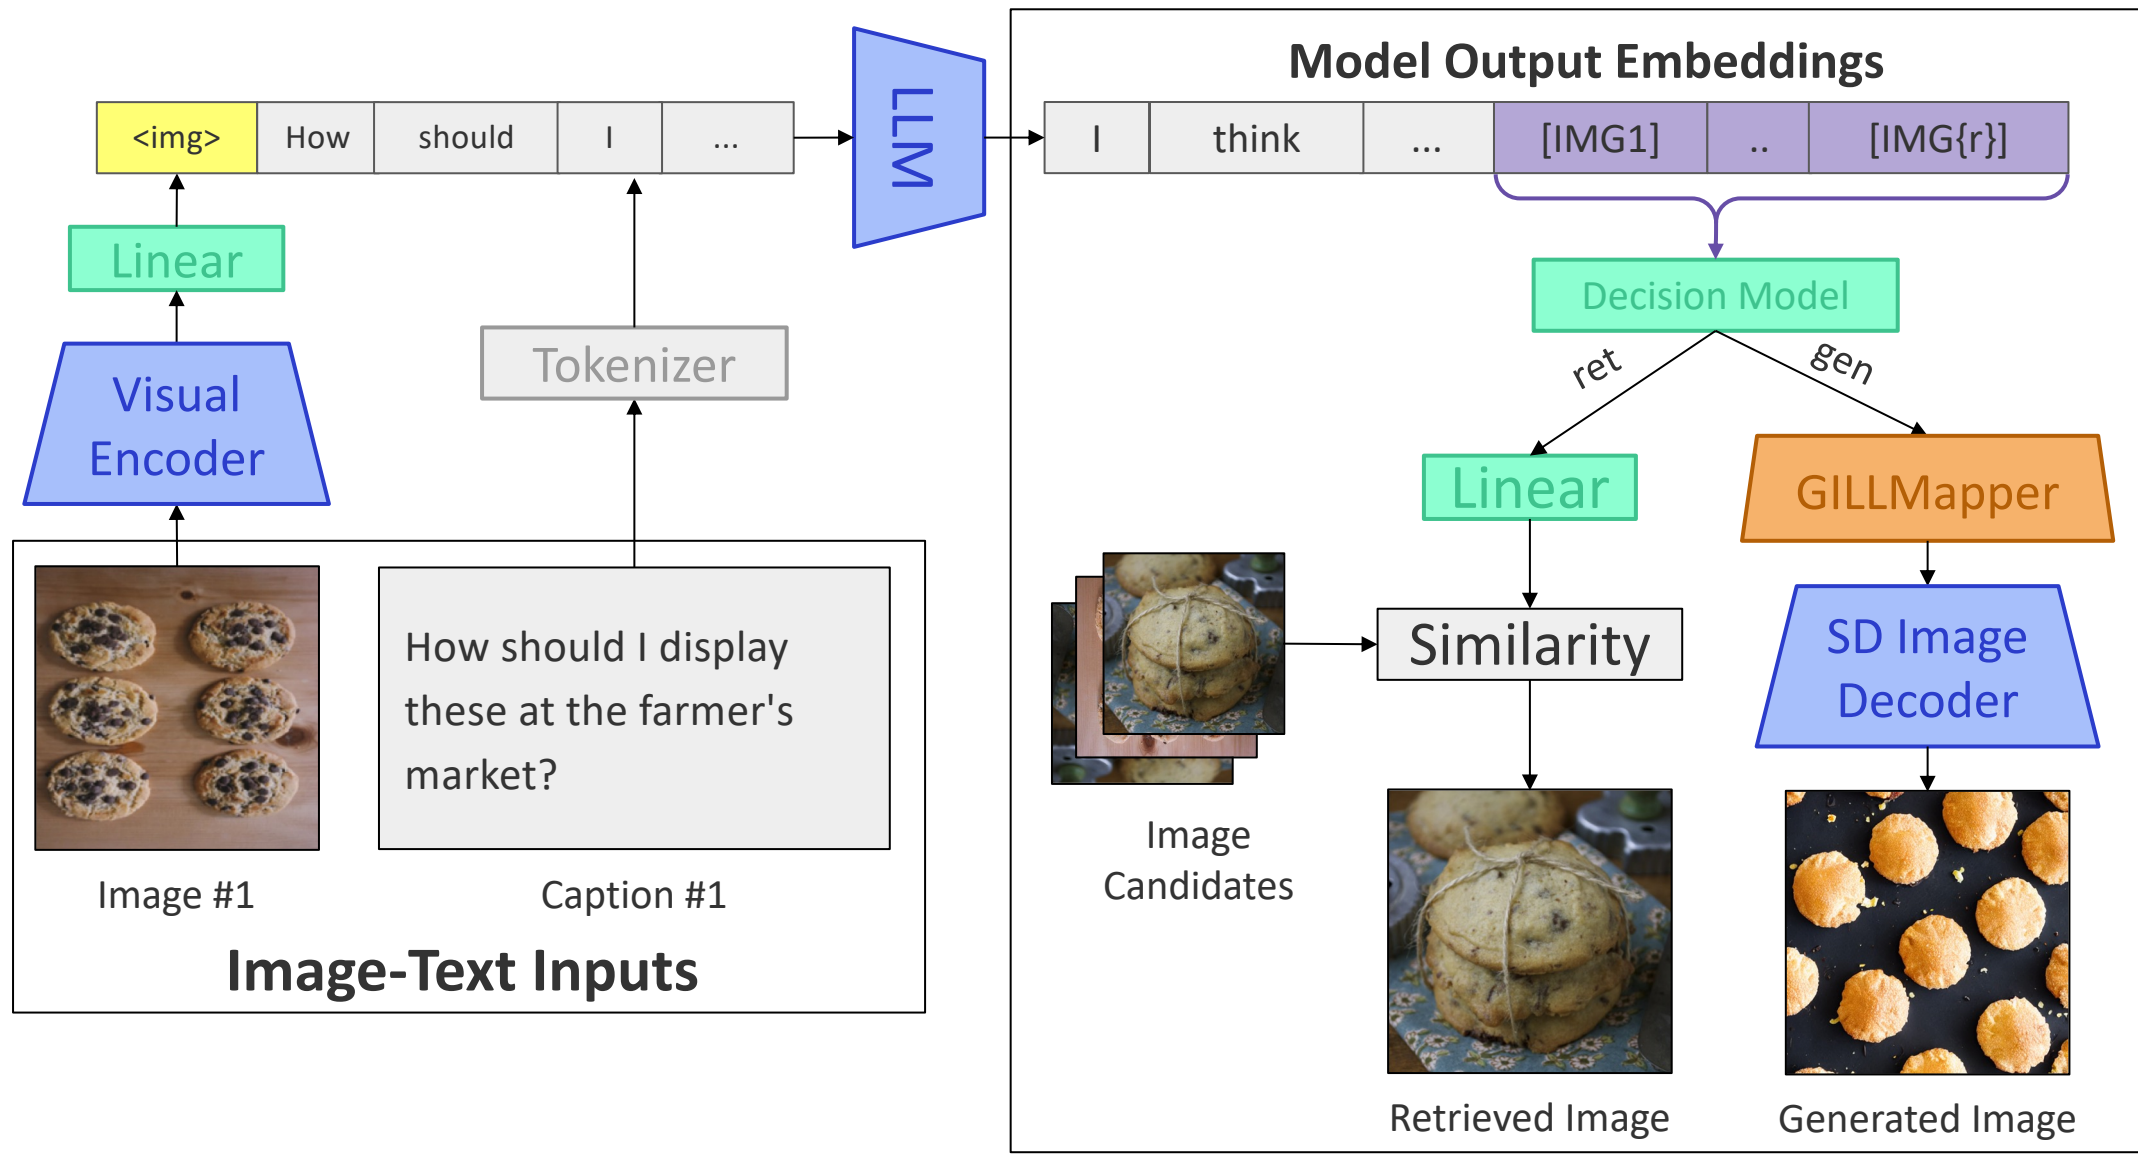 Model Output Embeddings
<img> How should I ...
LLM
I think ... [IMG1] .. [IMG{r}]
Linear
Decision Model
ret
gen
Visual
Encoder
Tokenizer
Linear
GILLMapper
How should I display
these at the farmer's
market?
Similarity
SD Image
Decoder
Image
Candidates
Image #1
Caption #1
Image-Text Inputs
Retrieved Image
Generated Image